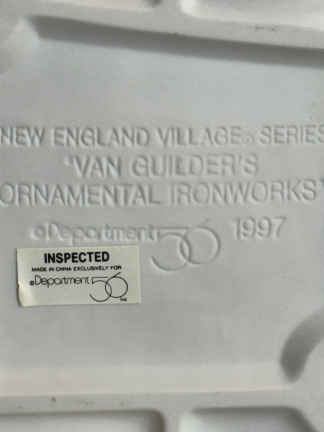 NEW ENGLAND VILLAGE® SERIES
"VAN GUILDER'S
ORNAMENTAL IRONWORKS"
©Department 56 1997
INSPECTED
MADE IN CHINA EXCLUSIVELY FOR
©Department 56 ™